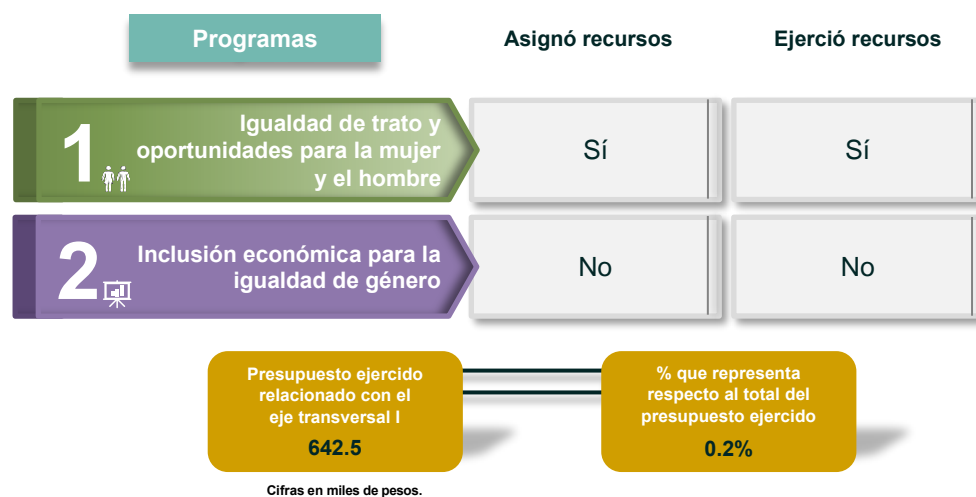 Programas
Asignó recursos
Ejerció recursos
1
Igualdad de trato y
oportunidades para la mujer
y el hombre
Sí
Sí
2
Inclusión económica para la
igualdad de género
No
No
Presupuesto ejercido
relacionado con el
eje transversal I
642.5
% que representa
respecto al total del
presupuesto ejercido
0.2%
Cifras en miles de pesos.